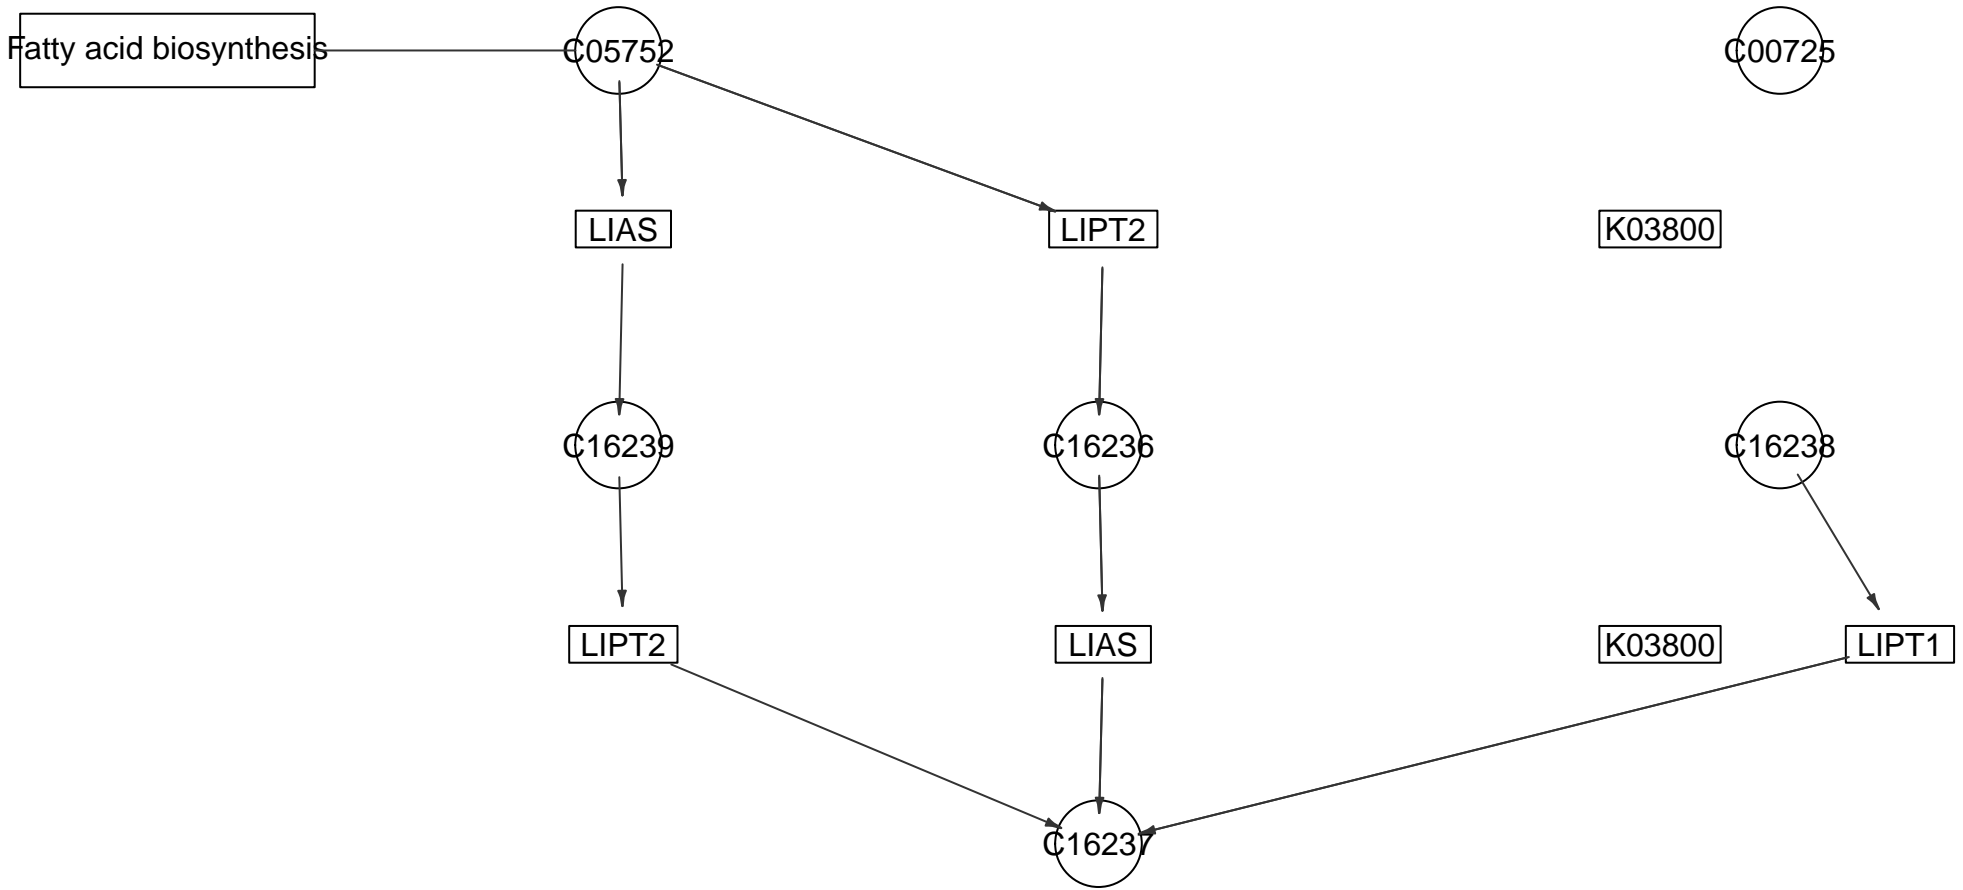 Fatty acid biosynthesis
C05752
C00725
LIAS
LIPT2
K03800
C16239
C16236
C16238
LIPT2
LIAS
K03800
LIPT1
C16237